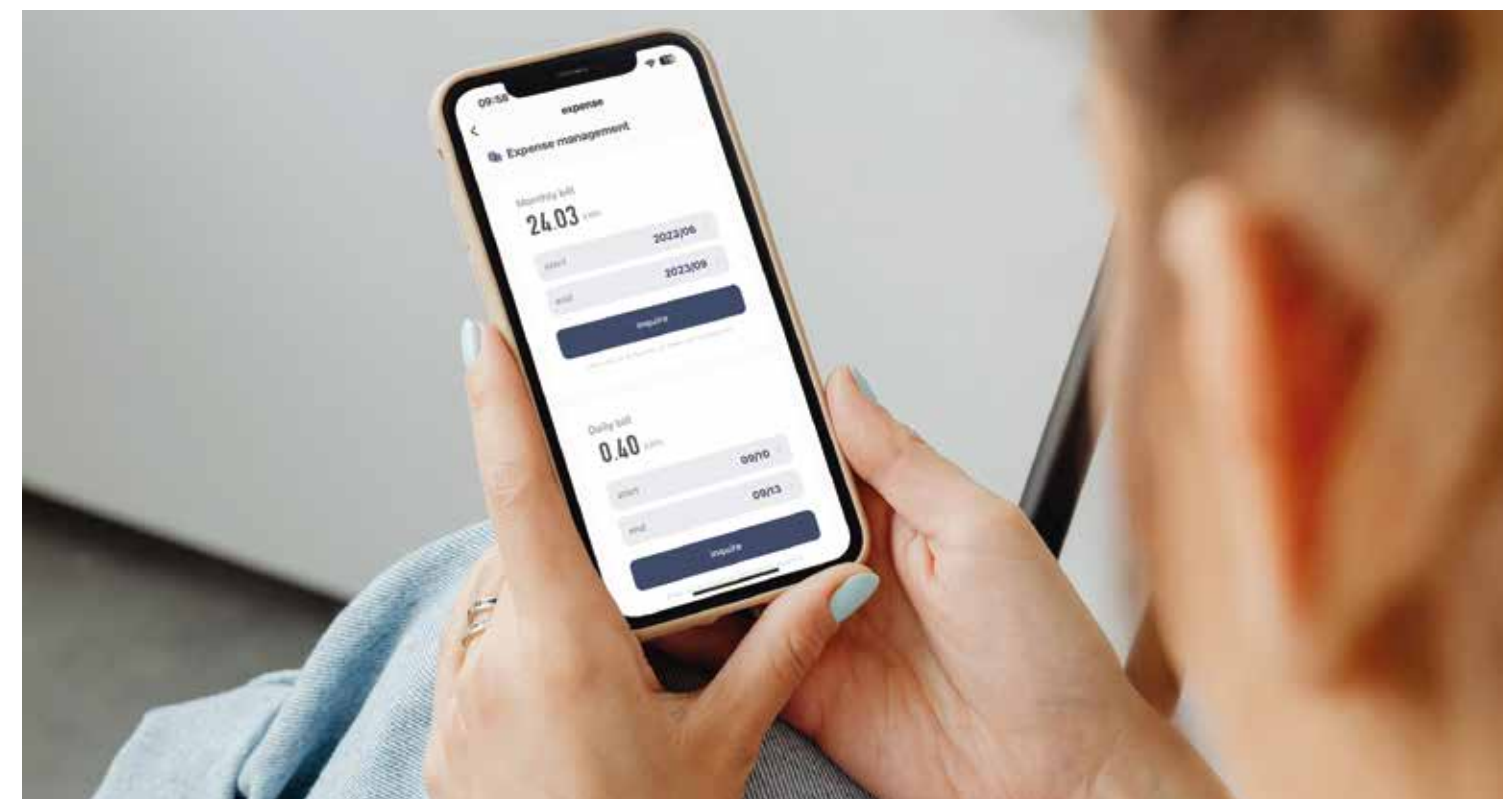 09:58
expense
Expense management
Monthly bill
24.03
start 2023/06
end 2023/09
inquire
Daily bill
0.40
start 09/10
end 09/13
inquire